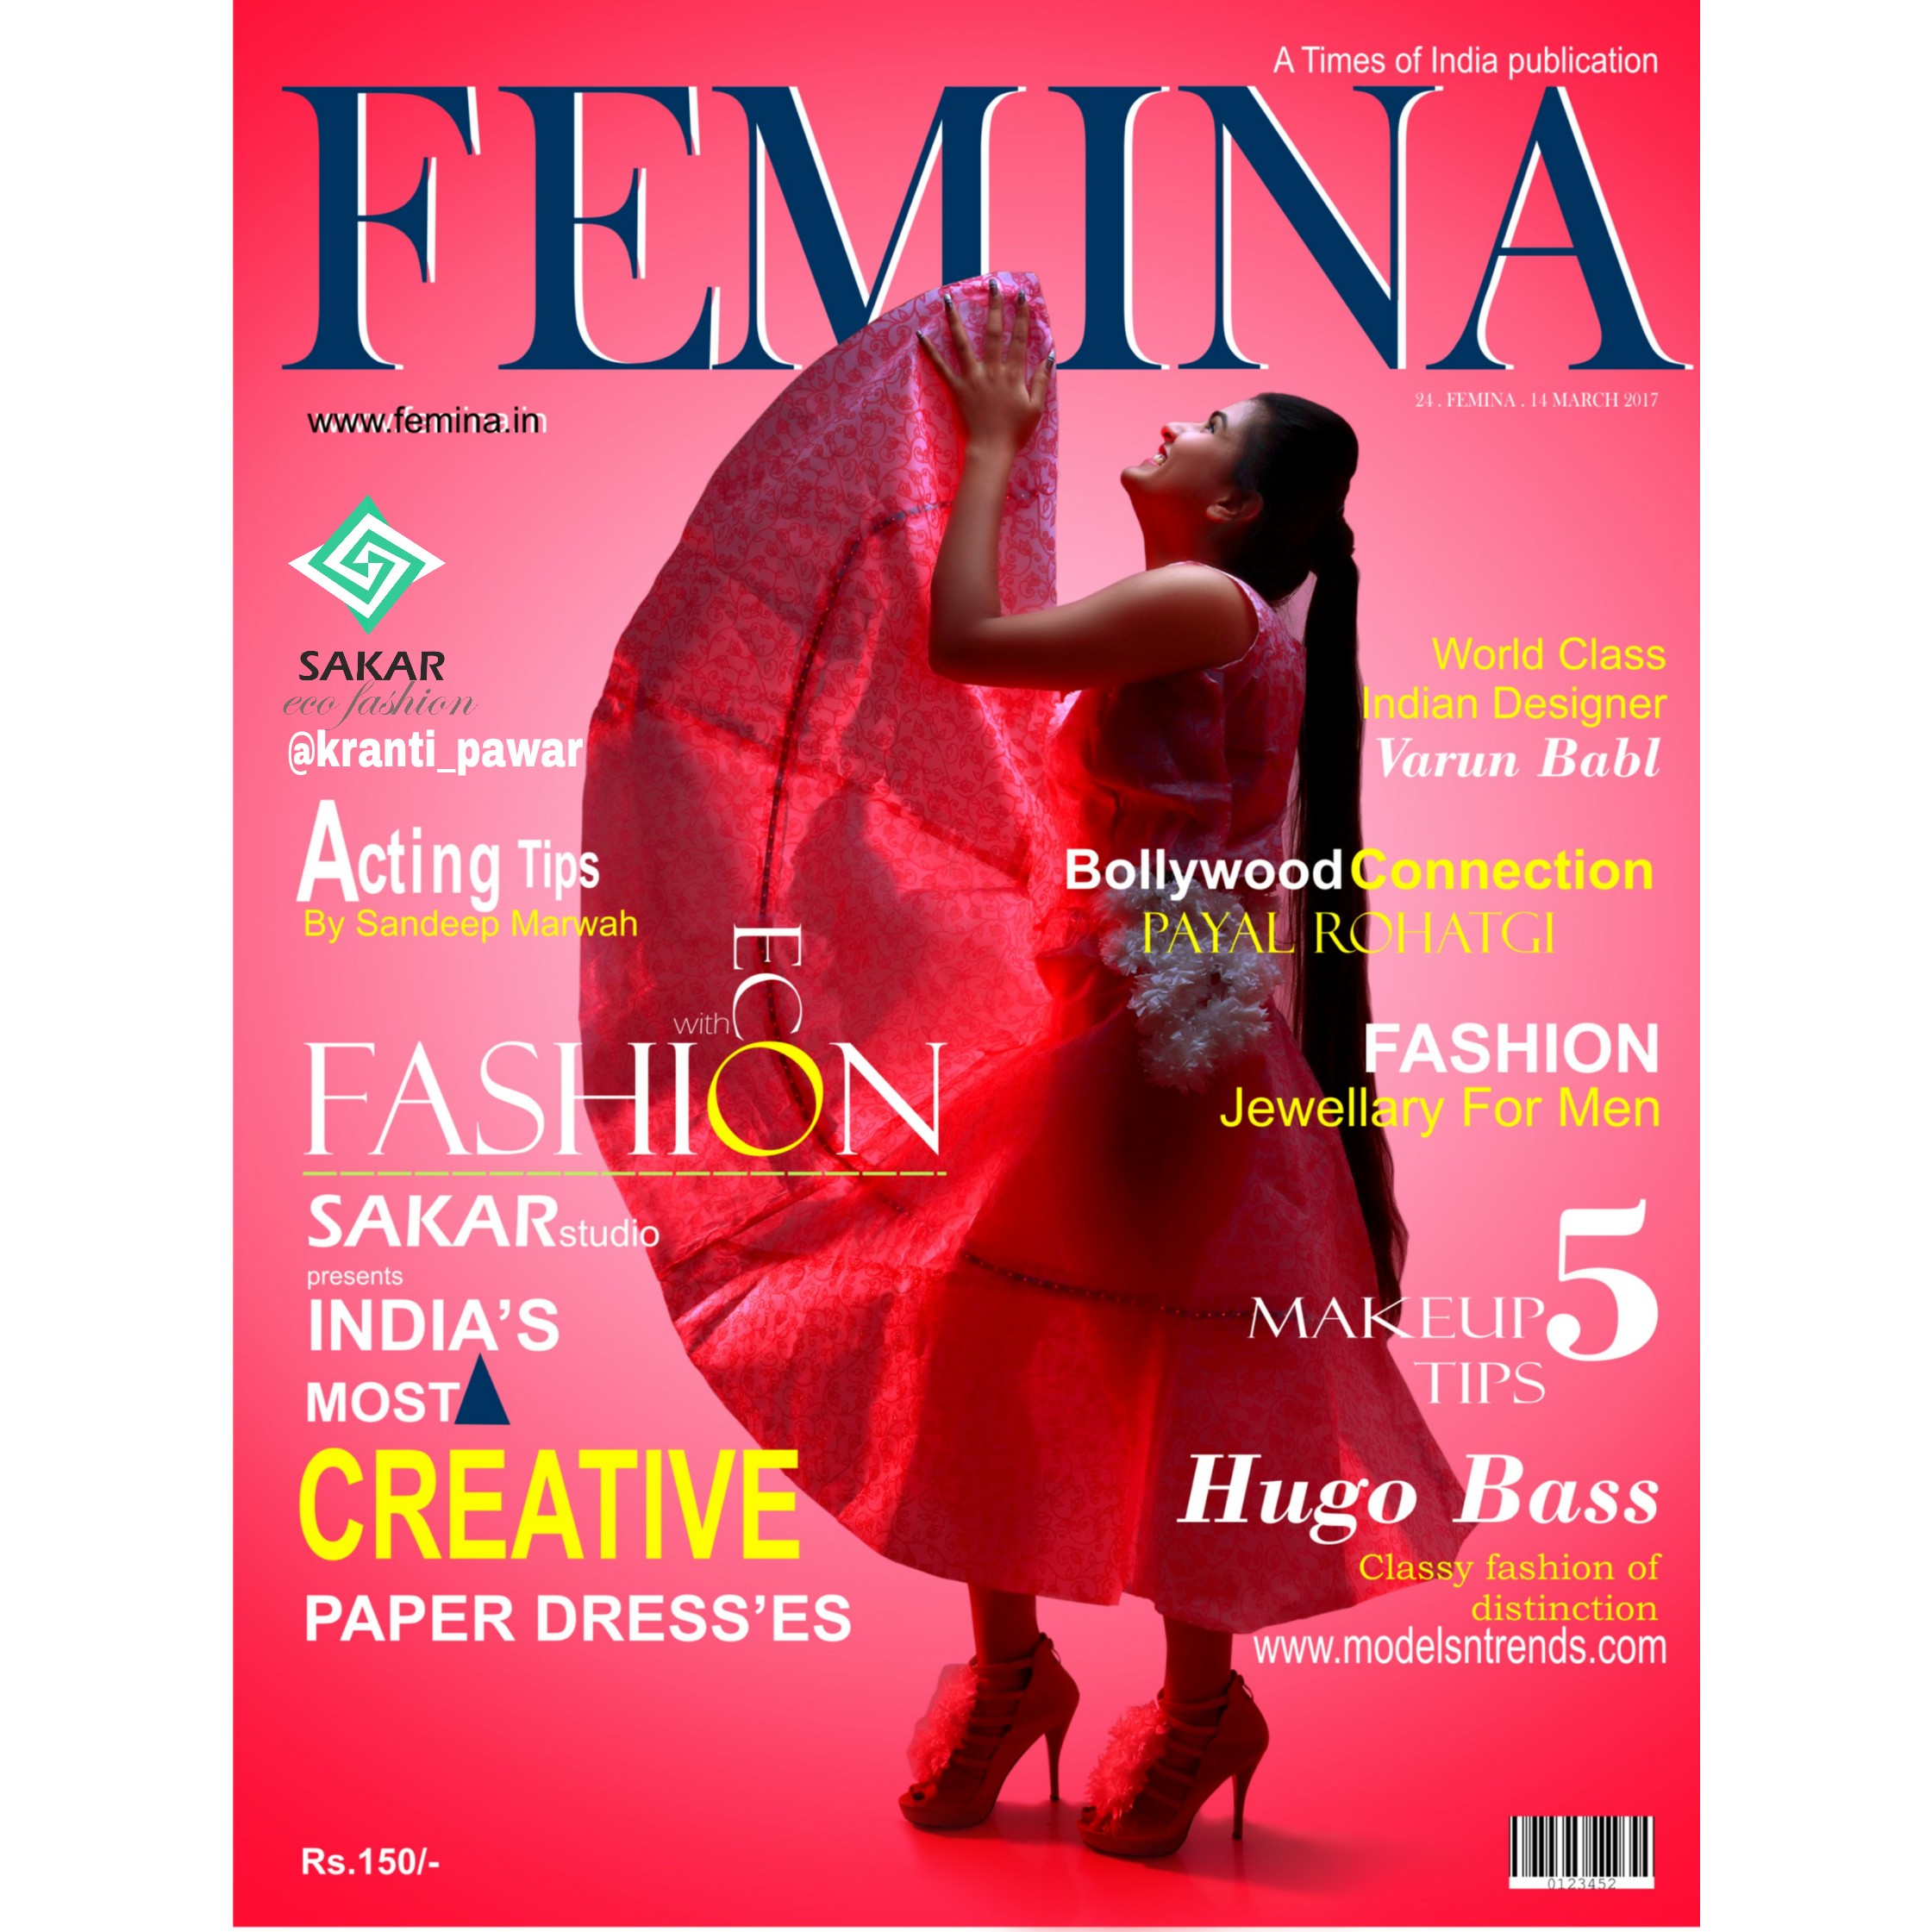 A Times of India publication
FEMINA
www.femina.in
24 . FEMINA . 14 MARCH 2017
SAKAR
eco fashion
@kranti_pawar
Acting Tips
By Sandeep Marwah
World Class
Indian Designer
Varun Babl
Bollywood Connection
PAYAL ROHATGI
with ECO
FASHION
SAKAR studio
presents
INDIA'S
MOST
CREATIVE
PAPER DRESS'ES
FASHION
Jewellary For Men
5
MAKEUP
TIPS
Hugo Bass
Classy fashion of
distinction
www.modelsntrends.com
Rs.150/-
0123452